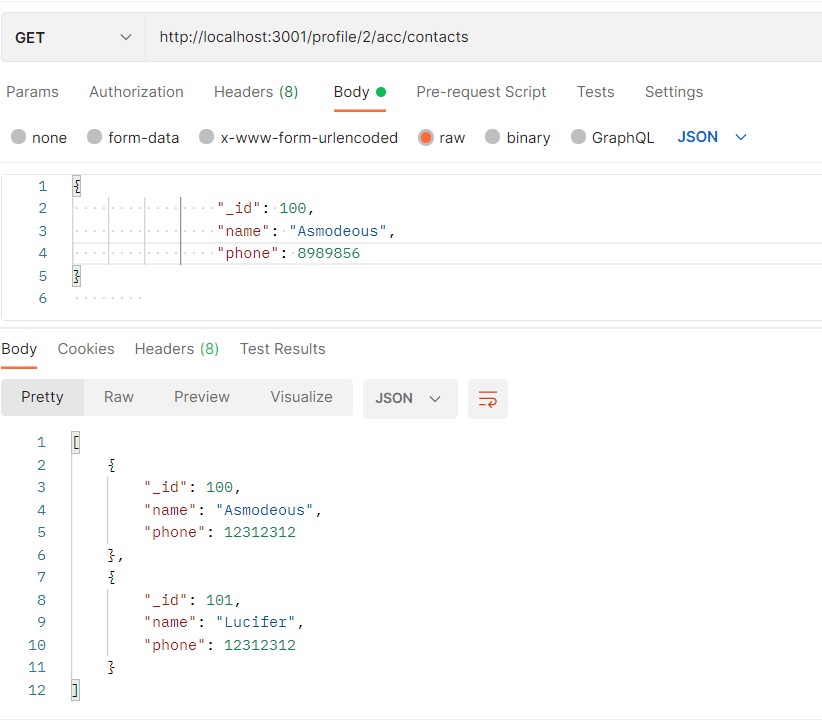 GET http://localhost:3001/profile/2/acc/contacts
Params Authorization Headers (8) Body Pre-request Script Tests Settings
none form-data x-www-form-urlencoded raw binary GraphQL JSON
1 {
2 "_id": 100,
3 "name": "Asmodeous",
4 "phone": 8989856
5 }
6
Body Cookies Headers (8) Test Results
Pretty Raw Preview Visualize JSON
1 [
2 {
3 "_id": 100,
4 "name": "Asmodeous",
5 "phone": 12312312
6 },
7 {
8 "_id": 101,
9 "name": "Lucifer",
10 "phone": 12312312
11 }
12 ]